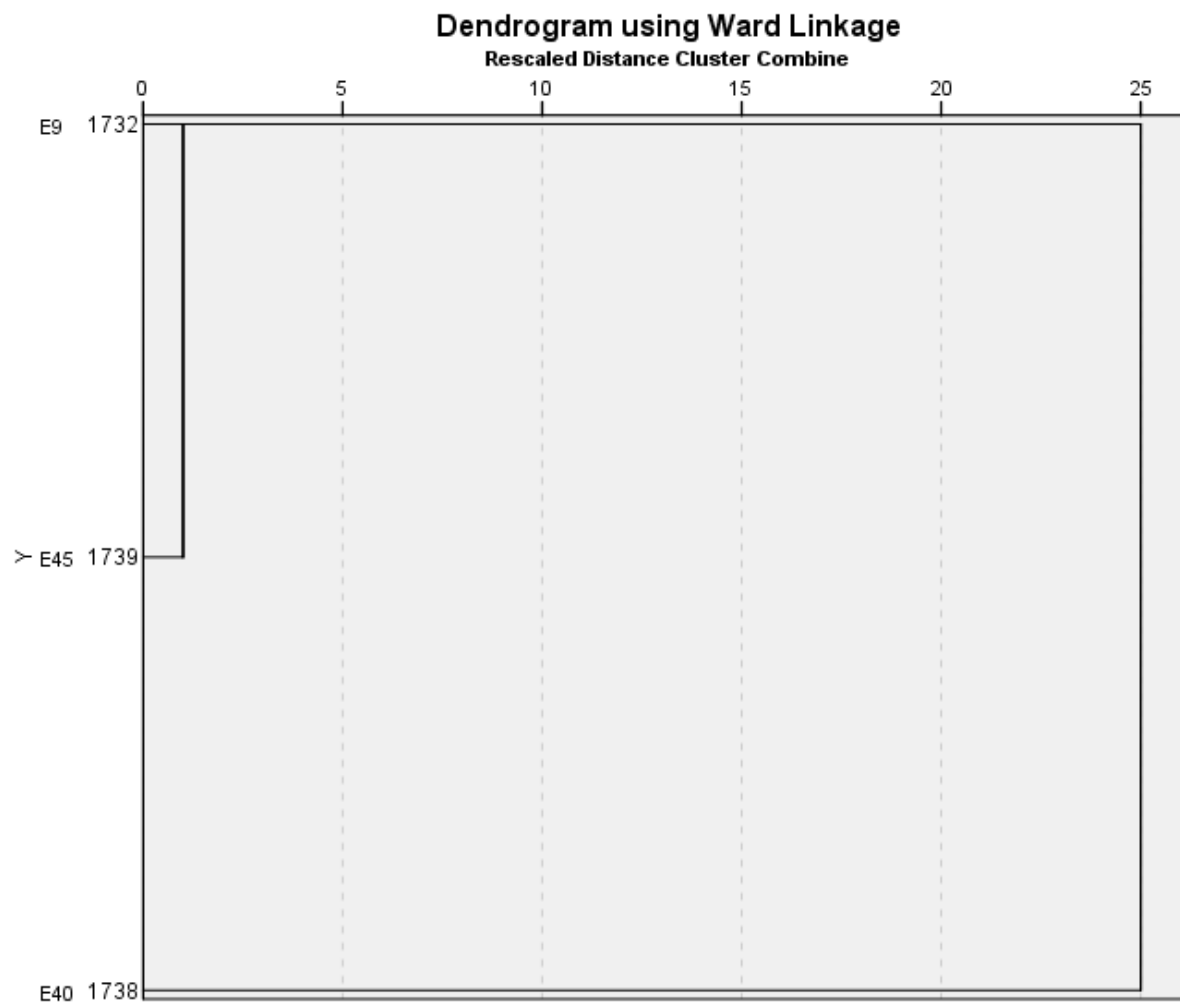 Dendrogram using Ward Linkage
Rescaled Distance Cluster Combine
0 5 10 15 20 25
E9 1732
Y E45 1739
E40 1738